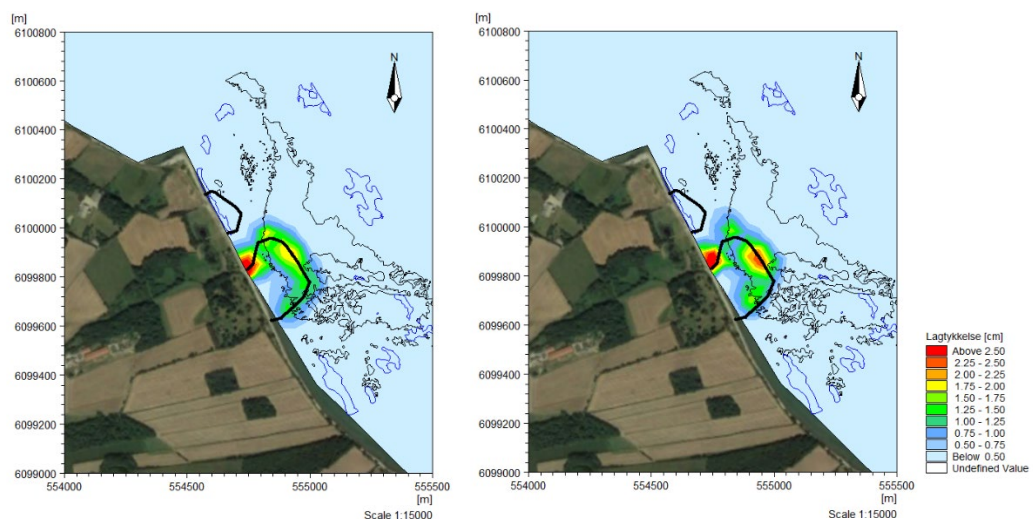 [m]
6100800
6100600
6100400
6100200
6100000
6099800
6099600
6099400
6099200
6099000
554000
554500
555000
555500
[m]
Scale 1:15000
N
[m]
6100800
6100600
6100400
6100200
6100000
6099800
6099600
6099400
6099200
6099000
554000
554500
555000
555500
[m]
Scale 1:15000
N
Lagtykkelse [cm]
Above 2.50
2.25 - 2.50
2.00 - 2.25
1.75 - 2.00
1.50 - 1.75
1.25 - 1.50
1.00 - 1.25
0.75 - 1.00
0.50 - 0.75
Below 0.50
Undefined Value